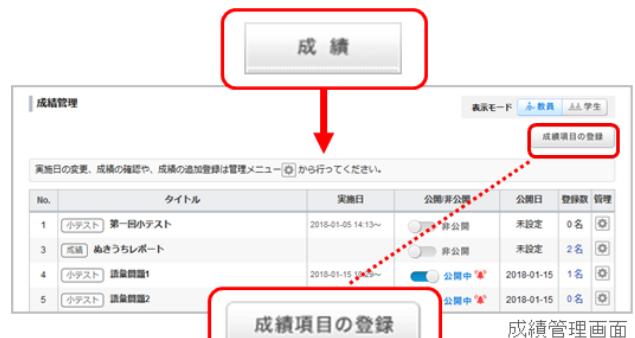 成 績
成績管理
表示モード 教員 学生
成績項目の登録
実施日の変更、成績の確認や、成績の追加登録は管理メニュー から行ってください。
No. タイトル 実施日 公開/非公開 公開日 登録数 管理
1 小テスト 第一回小テスト 2018-01-05 14:13～ 非公開 未設定 0名
3 成績 ぬきうちレポート 非公開 未設定 2名
4 小テスト 語彙問題1 2018-01-15 18:29～ 公開中 2018-01-15 1名
5 小テスト 語彙問題2 公開中 2018-01-15 0名
成績項目の登録
成績管理画面